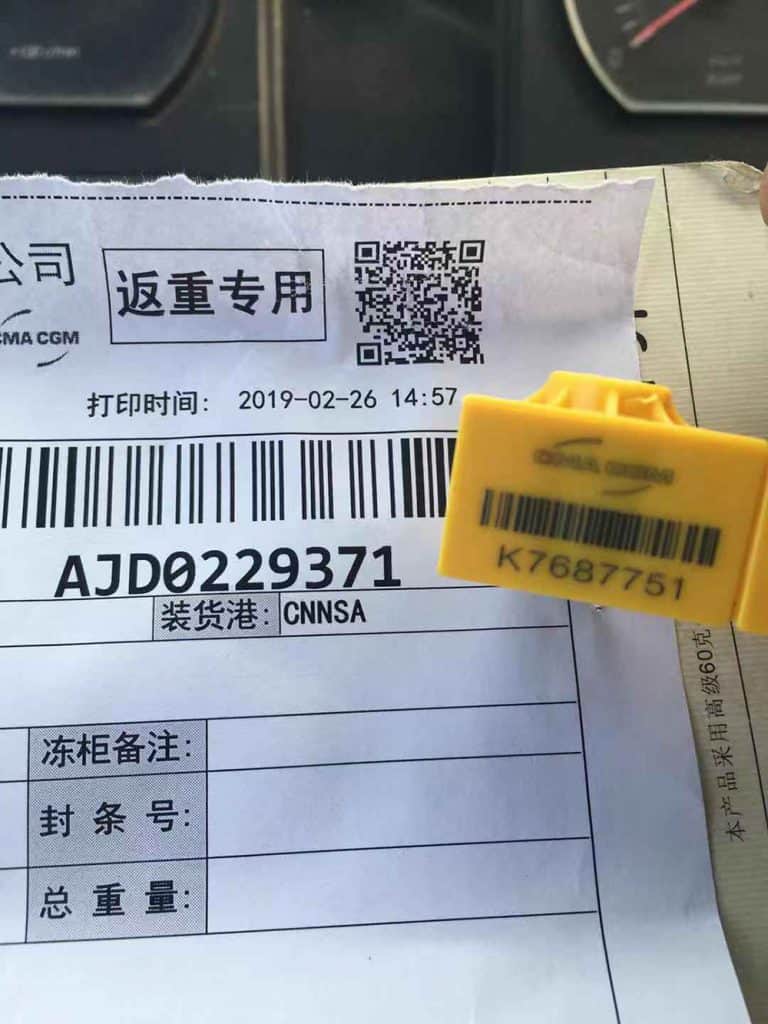 公司
返重专用
CMA CGM
打印时间: 2019-02-26 14:57
CMA CGM
K7687751
AJD0229371
装货港: CNNSA
冻柜备注:
封条号:
总重量:
本产品采用高级60克